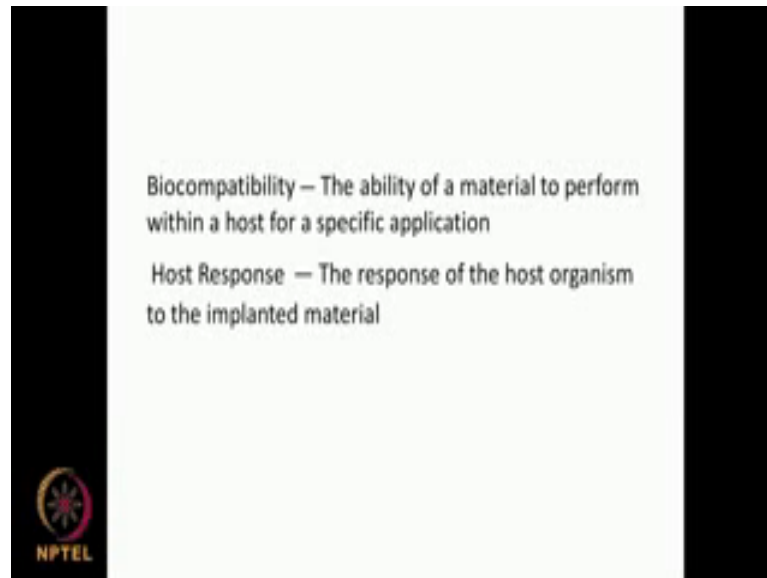 Biocompatibility – The ability of a material to perform
within a host for a specific application
Host Response – The response of the host organism
to the implanted material
NPTEL